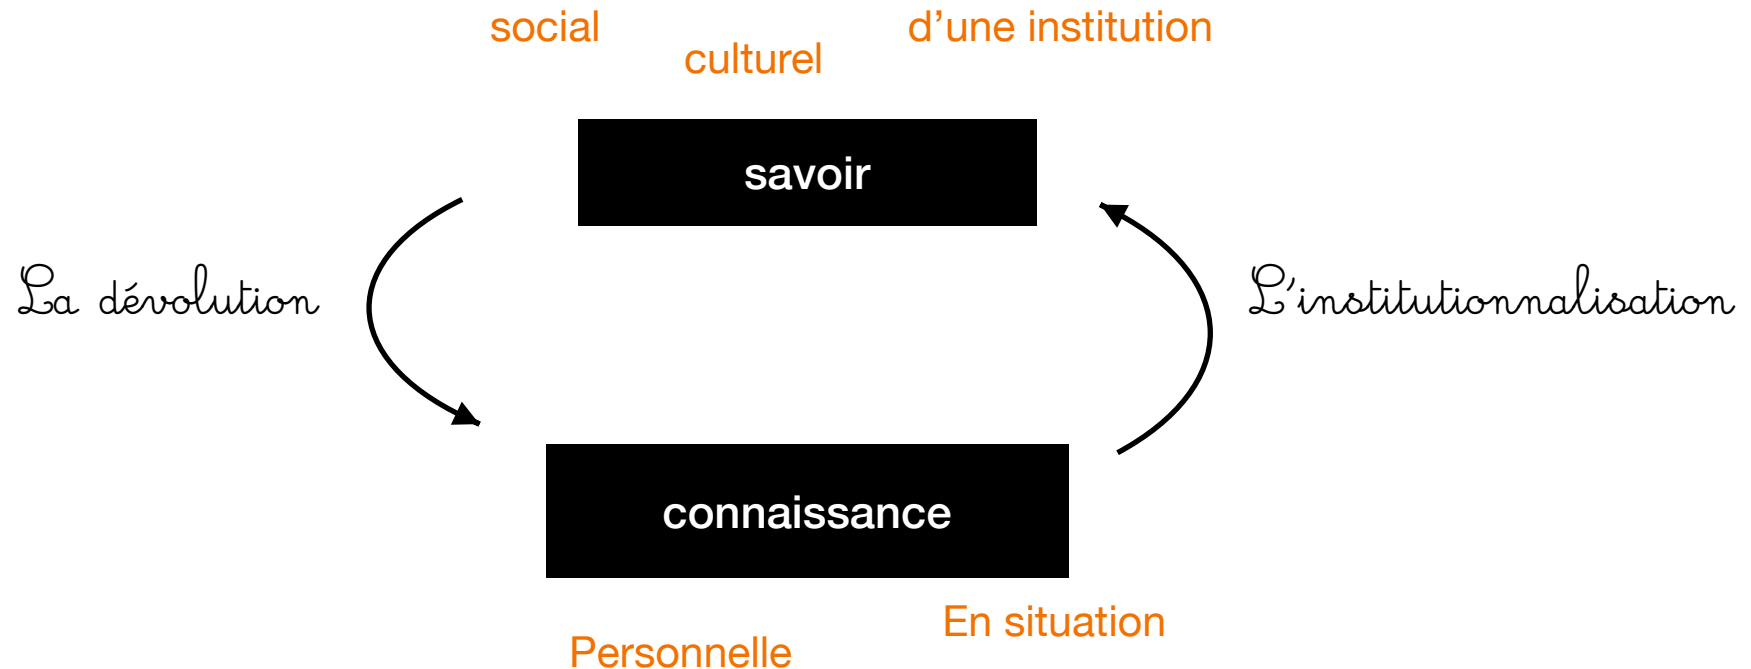 social
d’une institution
culturel
savoir
La dévolution
L’institutionnalisation
connaissance
En situation
Personnelle